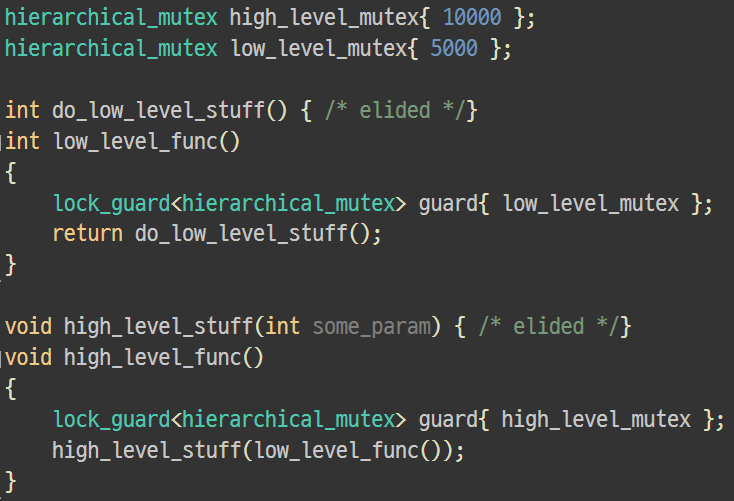 hierarchical_mutex high_level_mutex{ 10000 };
hierarchical_mutex low_level_mutex{ 5000 };

int do_low_level_stuff() { /* elided */}
int low_level_func()
{
    lock_guard<hierarchical_mutex> guard{ low_level_mutex };
    return do_low_level_stuff();
}

void high_level_stuff(int some_param) { /* elided */}
void high_level_func()
{
    lock_guard<hierarchical_mutex> guard{ high_level_mutex };
    high_level_stuff(low_level_func());
}